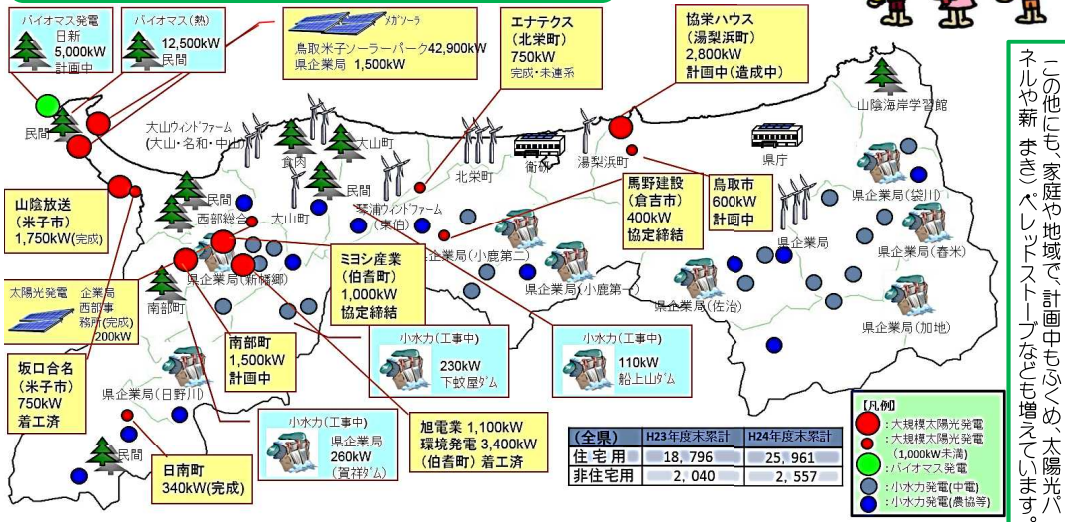 バイオマス発電
日新
5,000kW
計画中
バイオマス(熱)
12,500kW
民間
メガソーラ
鳥取米子ソーラーパーク42,900kW
県企業局 1,500kW
エナテクス
(北栄町)
750kW
完成・未連系
協栄ハウス
(湯梨浜町)
2,800kW
計画中(造成中)
民間
大山ウィンドファーム
(大山・名和・中山)
食肉
大山町
北栄町
衛研
湯梨浜町
県庁
山陰海岸学習館
山陰放送
(米子市)
1,750kW(完成)
民間
西部総合
大山町
民間
琴浦ウィンドファーム
(東伯)
馬野建設
(倉吉市)
400kW
協定締結
鳥取市
600kW
計画中
県企業局(袋川)
県企業局
県企業局(舂米)
県企業局(新幡郷)
県企業局(小鹿第二)
県企業局(小鹿第一)
県企業局(佐治)
県企業局(加地)
ミヨシ産業
(伯耆町)
1,000kW
協定締結
太陽光発電
企業局
西部事
務所(完成)
200kW
南部町
南部町
1,500kW
計画中
小水力(工事中)
230kW
下蚊屋ダム
小水力(工事中)
110kW
船上山ダム
坂口合名
(米子市)
750kW
着工済
県企業局(日野川)
民間
日南町
340kW(完成)
小水力(工事中)
県企業局
260kW
(賀祥ダム)
旭電業 1,100kW
環境発電 3,400kW
(伯耆町) 着工済
(全県) H23年度末累計 H24年度末累計
住宅用 18,796 25,961
非住宅用 2,040 2,557
【凡例】
：大規模太陽光発電
：大規模太陽光発電
(1,000kW未満)
：バイオマス発電
：小水力発電(中電)
：小水力発電(農協等)
この他にも、家庭や地域で、計画中もふくめ、太陽光パ
ネルや薪(まき)、ペレットストーブなども増えています。